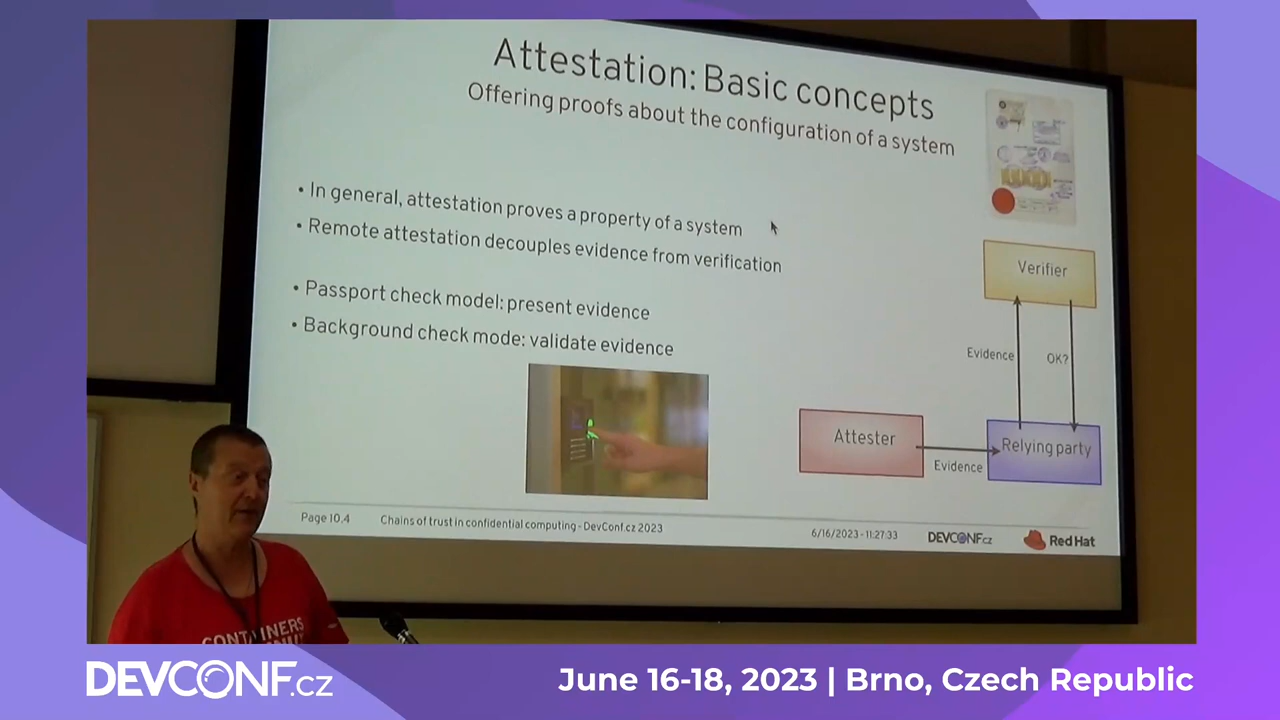 Attestation: Basic concepts
Offering proofs about the configuration of a system
• In general, attestation proves a property of a system
• Remote attestation decouples evidence from verification
• Passport check model: present evidence
• Background check mode: validate evidence
Verifier
Evidence
OK?
Attester
Evidence
Relying party
Page 10.4
Chains of trust in confidential computing - DevConf.cz 2023
6/16/2023 - 11:27:33
DEVCONF.cz
Red Hat
CONTAINERS
DEVCONF.cz
June 16-18, 2023 | Brno, Czech Republic